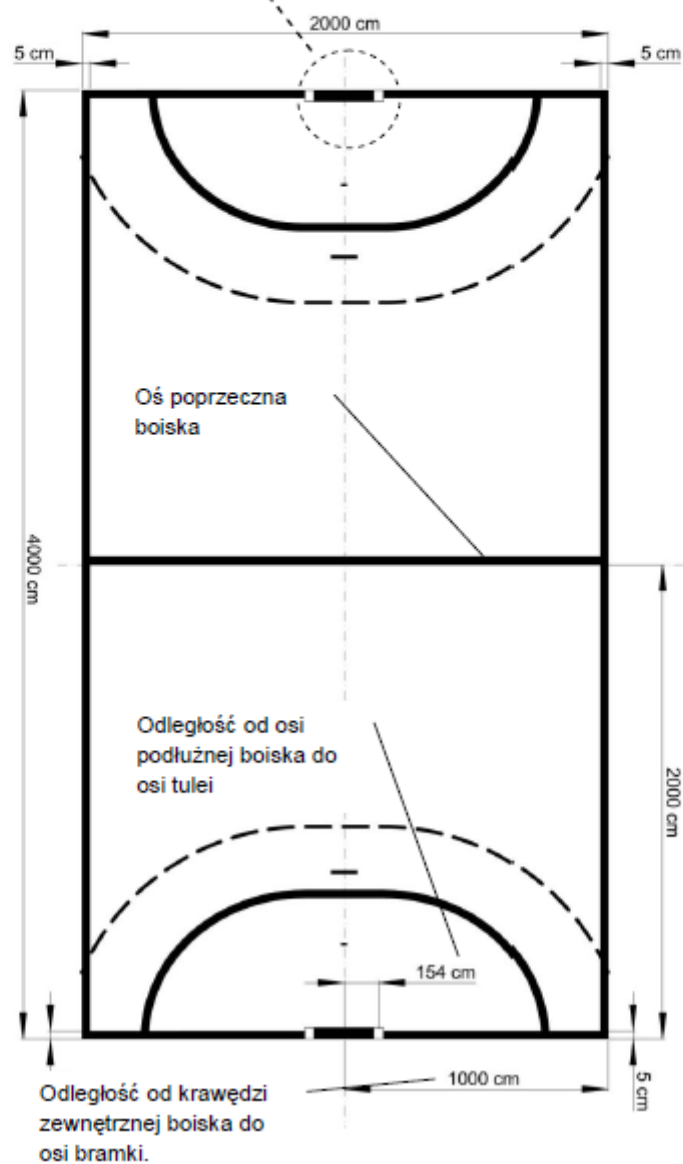 2000 cm
5 cm
5 cm
Oś poprzeczna
boiska
4000 cm
Odległość od osi
podłużnej boiska do
osi tulei
2000 cm
154 cm
1000 cm
5 cm
Odległość od krawędzi
zewnętrznej boiska do
osi bramki.